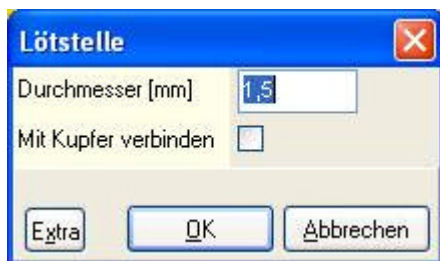 Lötstelle
Durchmesser [mm] 1,5
Mit Kupfer verbinden
Extra OK Abbrechen